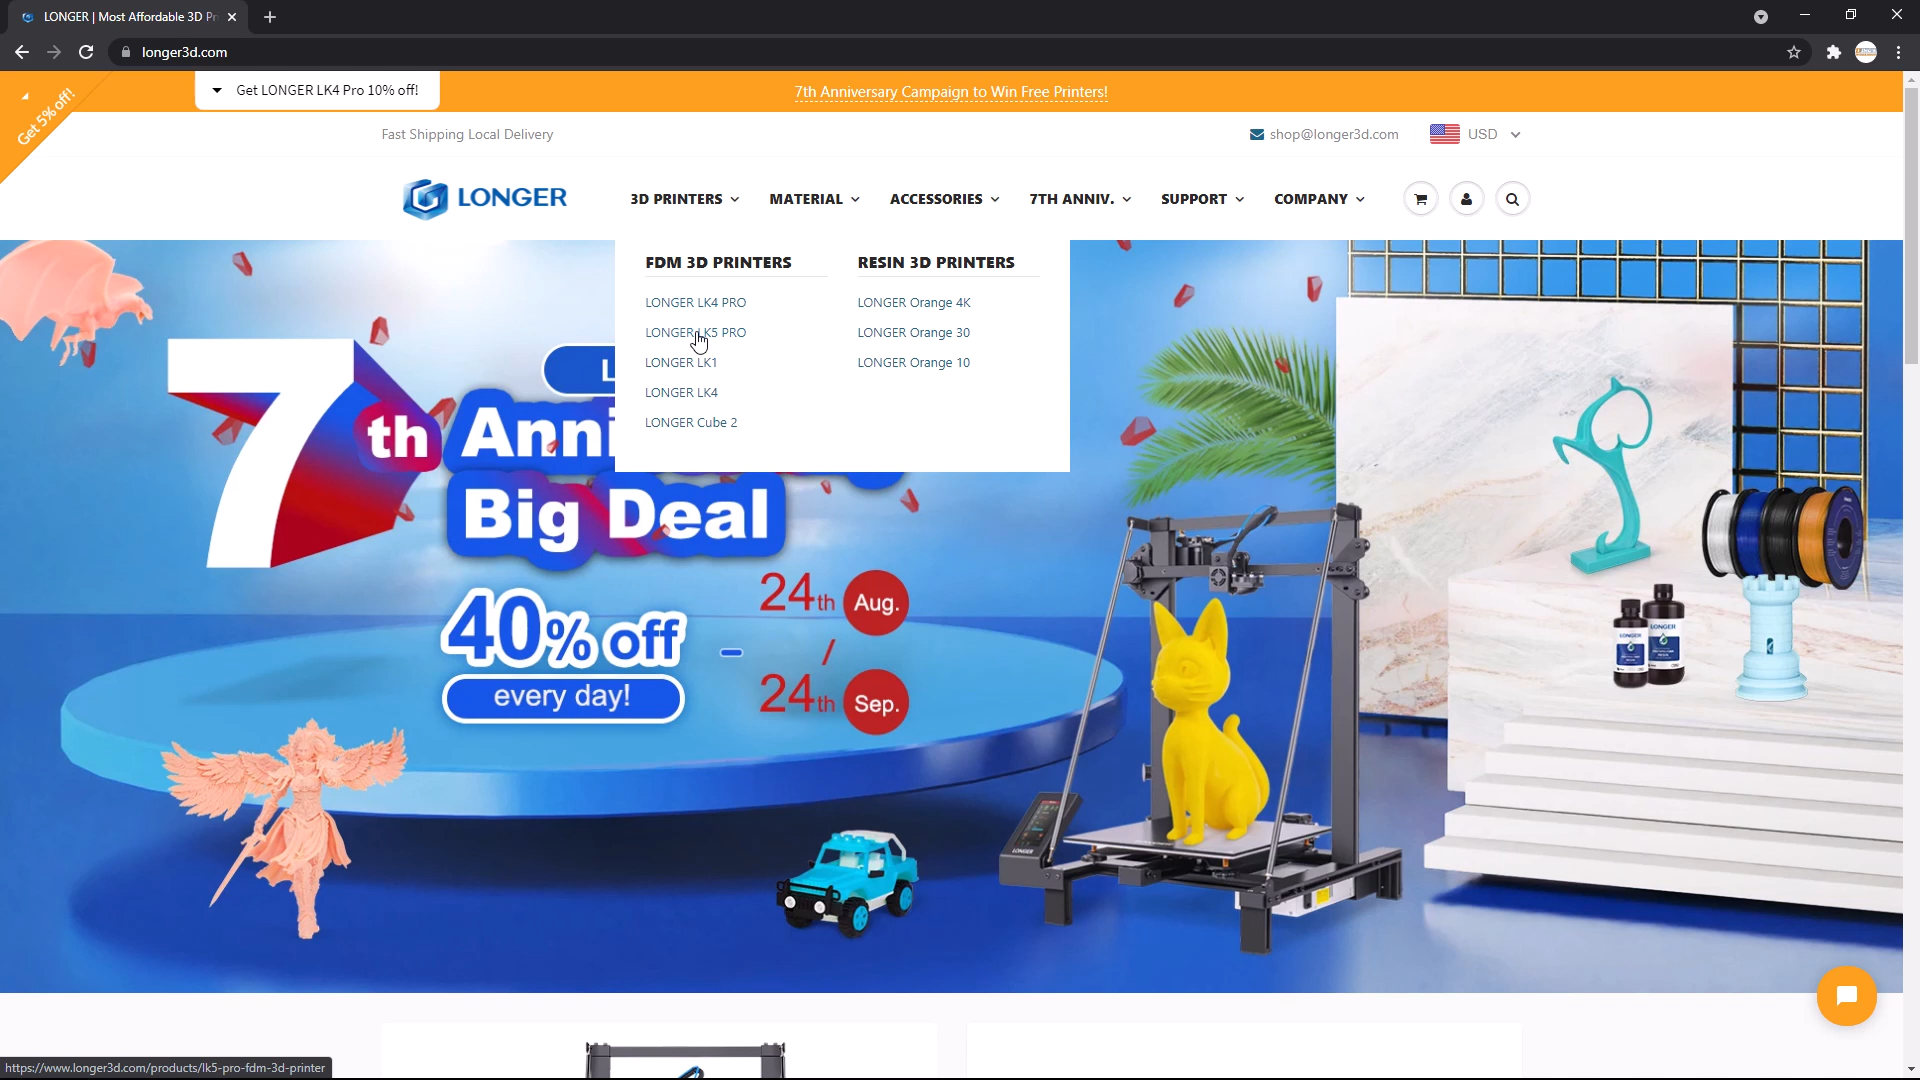 LONGER | Most Affordable 3D Pr
longer3d.com
Get 5% off!
Get LONGER LK4 Pro 10% off!
7th Anniversary Campaign to Win Free Printers!
Fast Shipping Local Delivery
shop@longer3d.com
USD
LONGER
3D PRINTERS
MATERIAL
ACCESSORIES
7TH ANNIV.
SUPPORT
COMPANY
FDM 3D PRINTERS
RESIN 3D PRINTERS
LONGER LK4 PRO
LONGER Orange 4K
LONGER LK5 PRO
LONGER Orange 30
LONGER LK1
LONGER Orange 10
LONGER LK4
LONGER Cube 2
7th Anni
Big Deal
40% off
every day!
24th Aug.
/
24th Sep.
LONGER
LONGER
LONGER
https://www.longer3d.com/products/lk5-pro-fdm-3d-printer